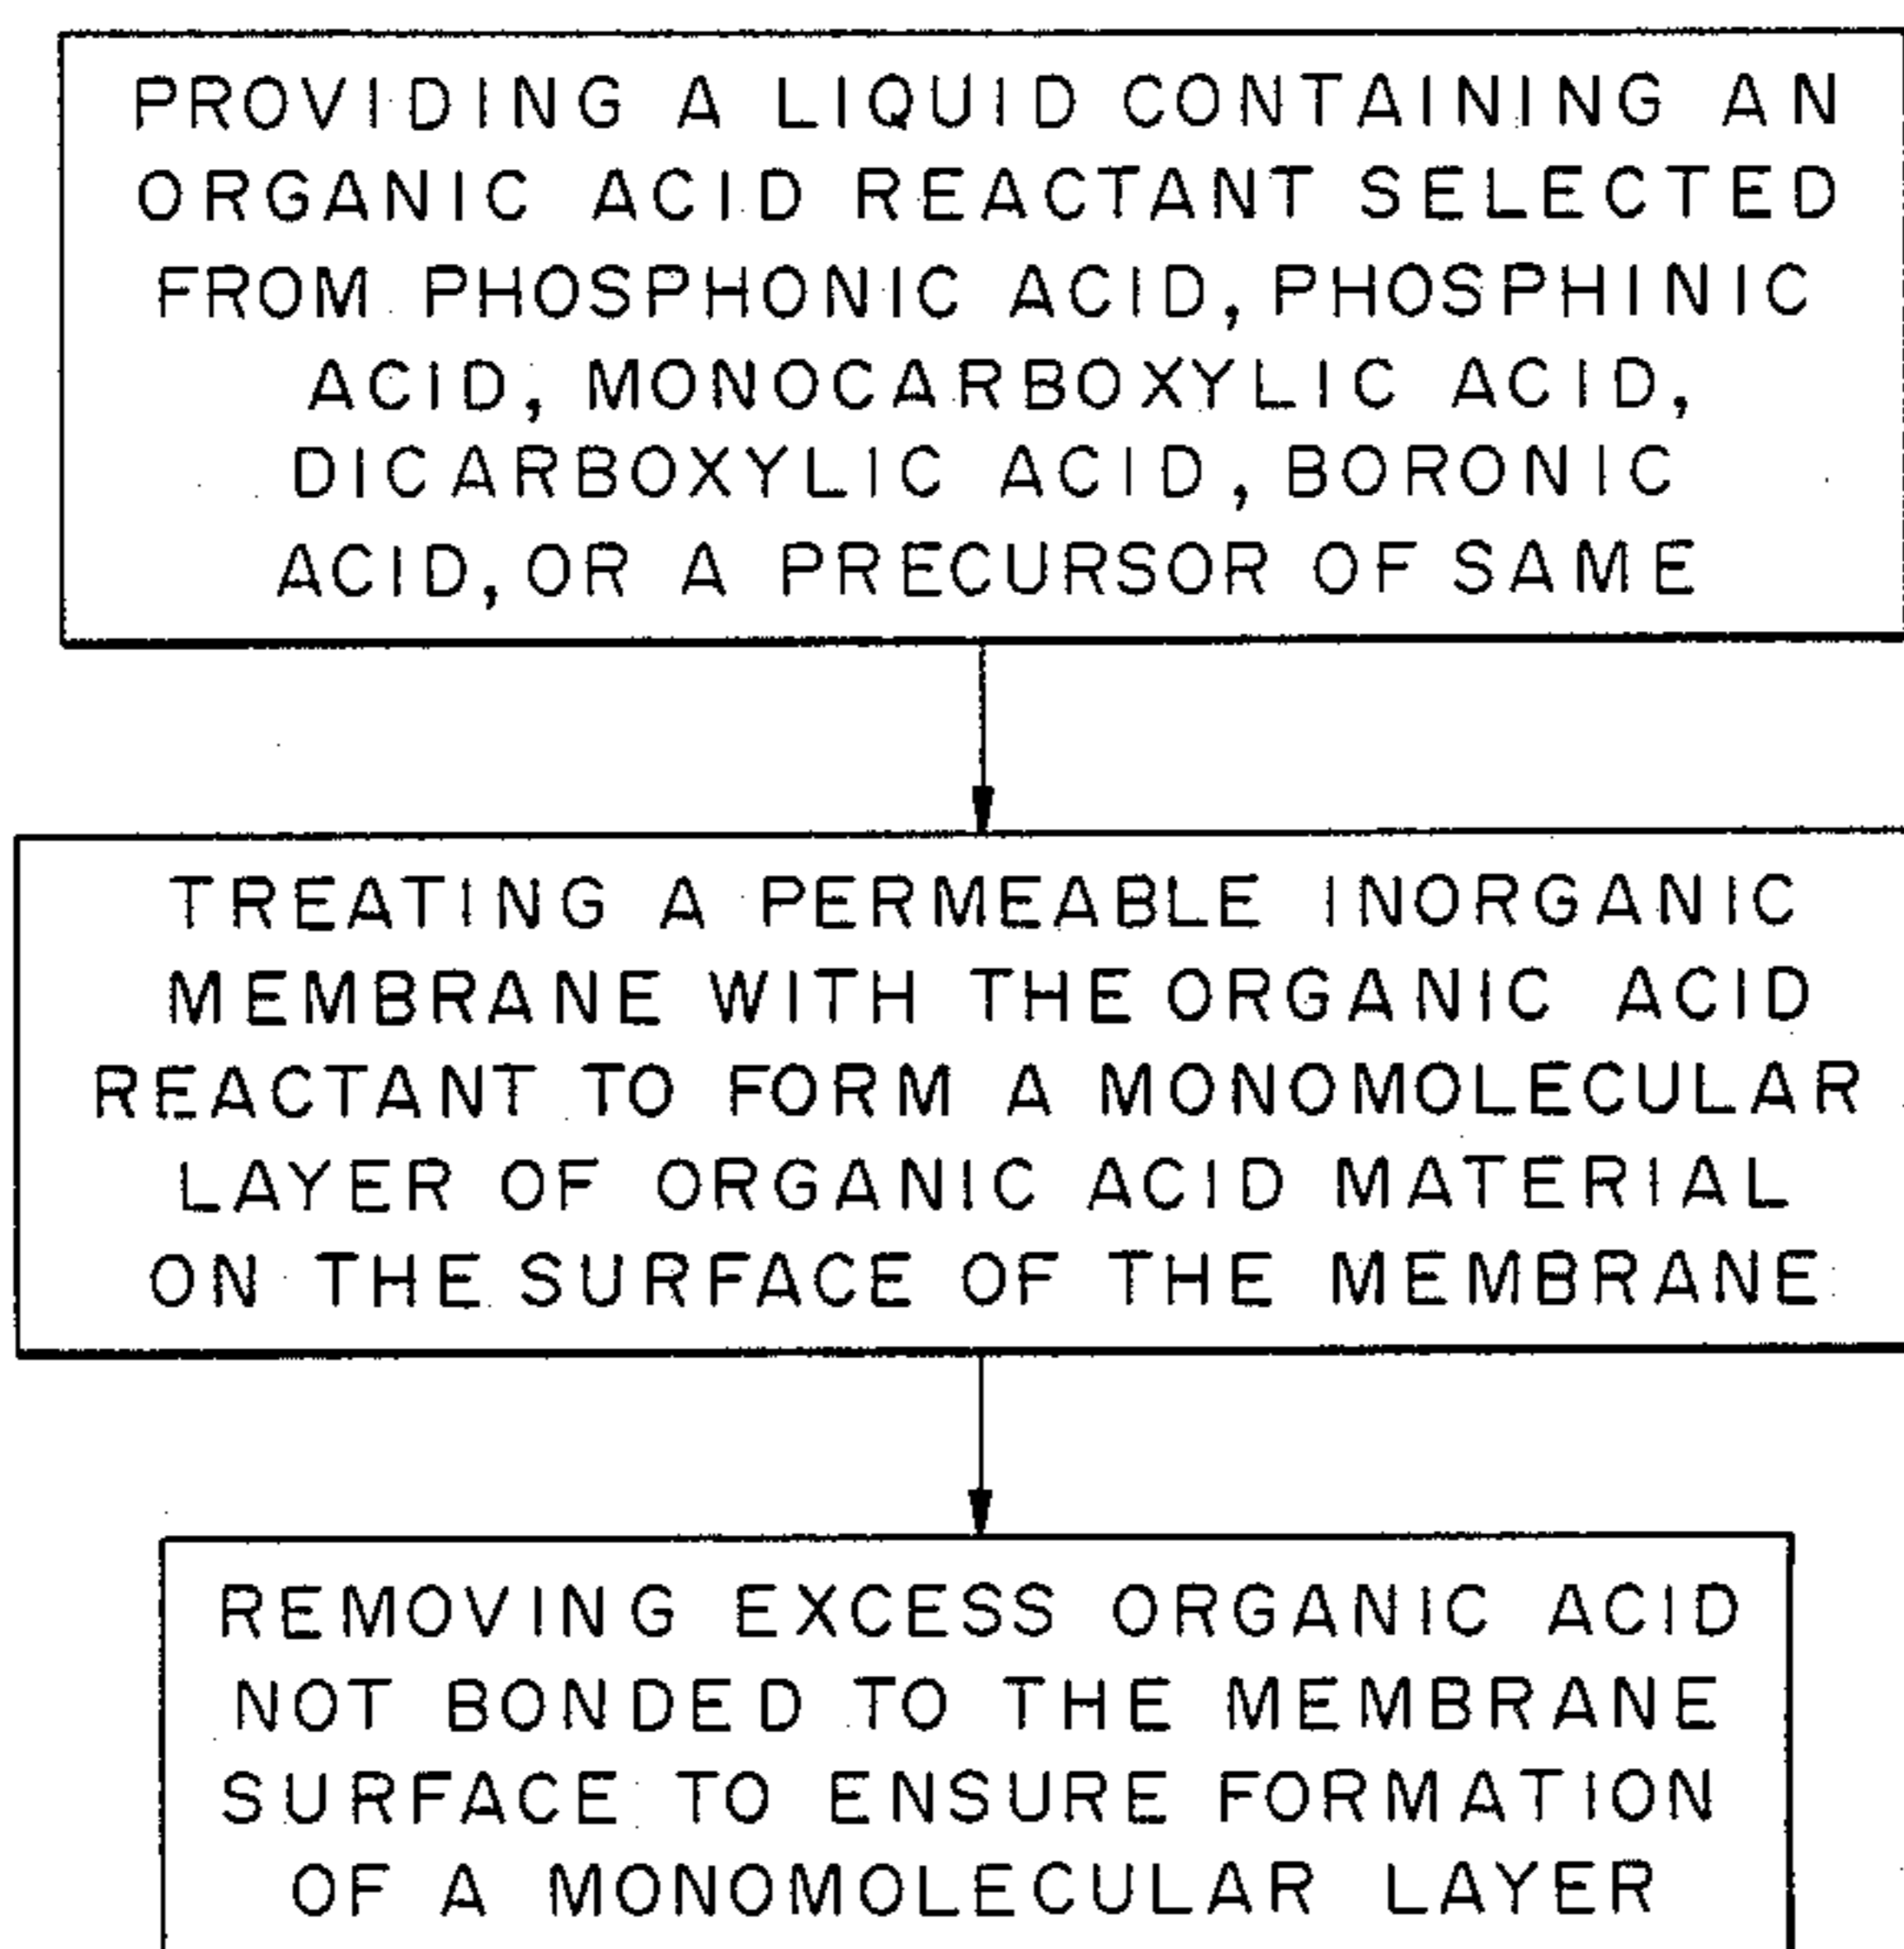 PROVIDING A LIQUID CONTAINING AN
ORGANIC ACID REACTANT SELECTED
FROM PHOSPHONIC ACID, PHOSPHINIC
ACID, MONOCARBOXYLIC ACID,
DICARBOXYLIC ACID, BORONIC
ACID, OR A PRECURSOR OF SAME
TREATING A PERMEABLE INORGANIC
MEMBRANE WITH THE ORGANIC ACID
REACTANT TO FORM A MONOMOLECULAR
LAYER OF ORGANIC ACID MATERIAL
ON THE SURFACE OF THE MEMBRANE
REMOVING EXCESS ORGANIC ACID
NOT BONDED TO THE MEMBRANE
SURFACE TO ENSURE FORMATION
OF A MONOMOLECULAR LAYER